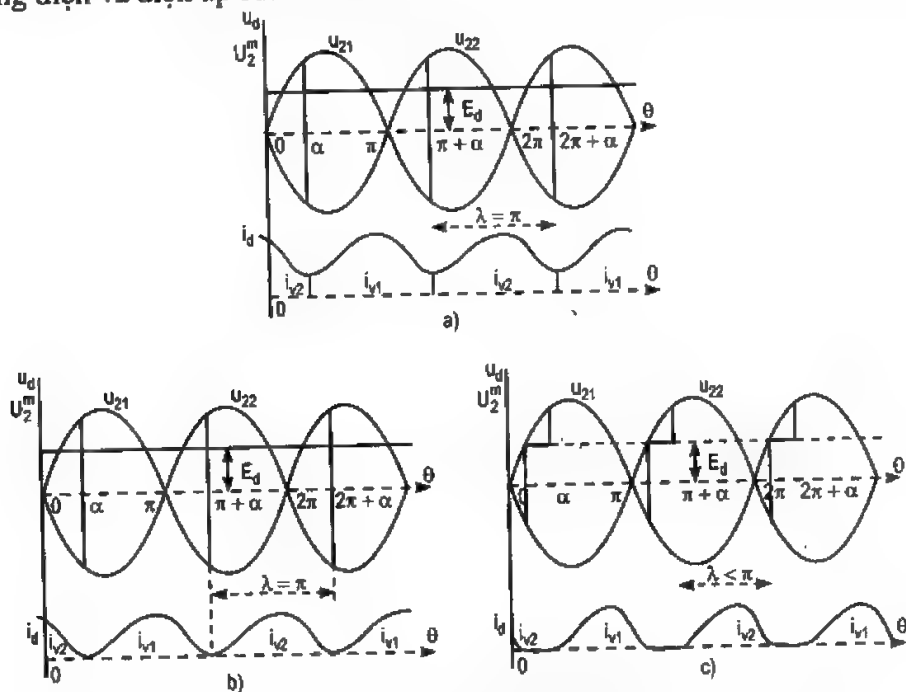 u_d
U_2^m
u_21
u_22
E_d
θ
0
α
π
π + α
2π
2π + α
λ = π
i_d
i_v2
i_v1
i_v2
i_v1
θ
0
a)
u_d
U_2^m
u_21
u_22
E_d
θ
0
α
π
π + α
2π
2π + α
λ = π
i_d
i_v2
i_v1
i_v2
i_v1
θ
0
b)
u_d
U_2^m
u_21
u_22
E_d
θ
0
α
π
π + α
2π
2π + α
λ < π
i_d
i_v2
i_v1
i_v2
i_v1
θ
0
c)